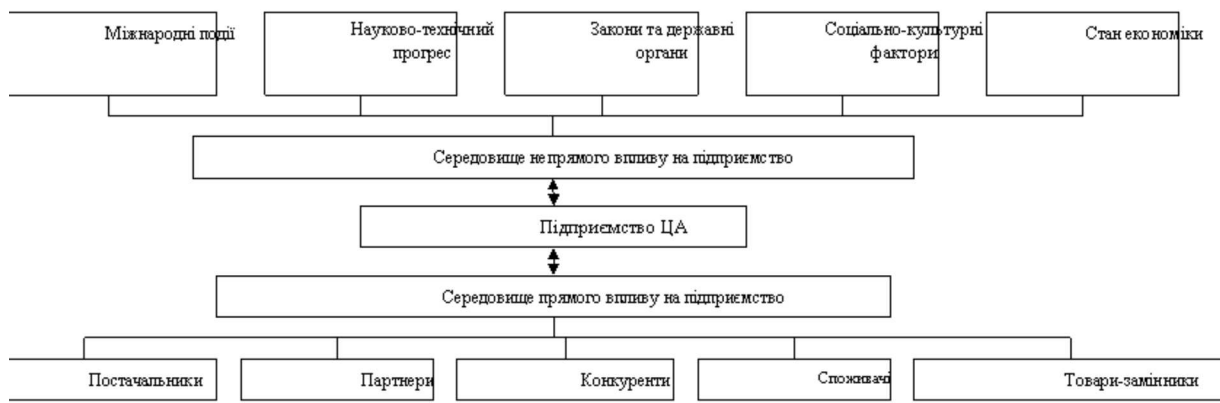 Міжнародні події
Науково-технічний
прогрес
Закони та державні
органи
Соціально-культурні
фактори
Стан економіки
Середовище непрямого впливу на підприємство
Підприємство ЦА
Середовище прямого впливу на підприємство
Постачальники
Партнери
Конкуренти
Споживачі
Товари-замінники